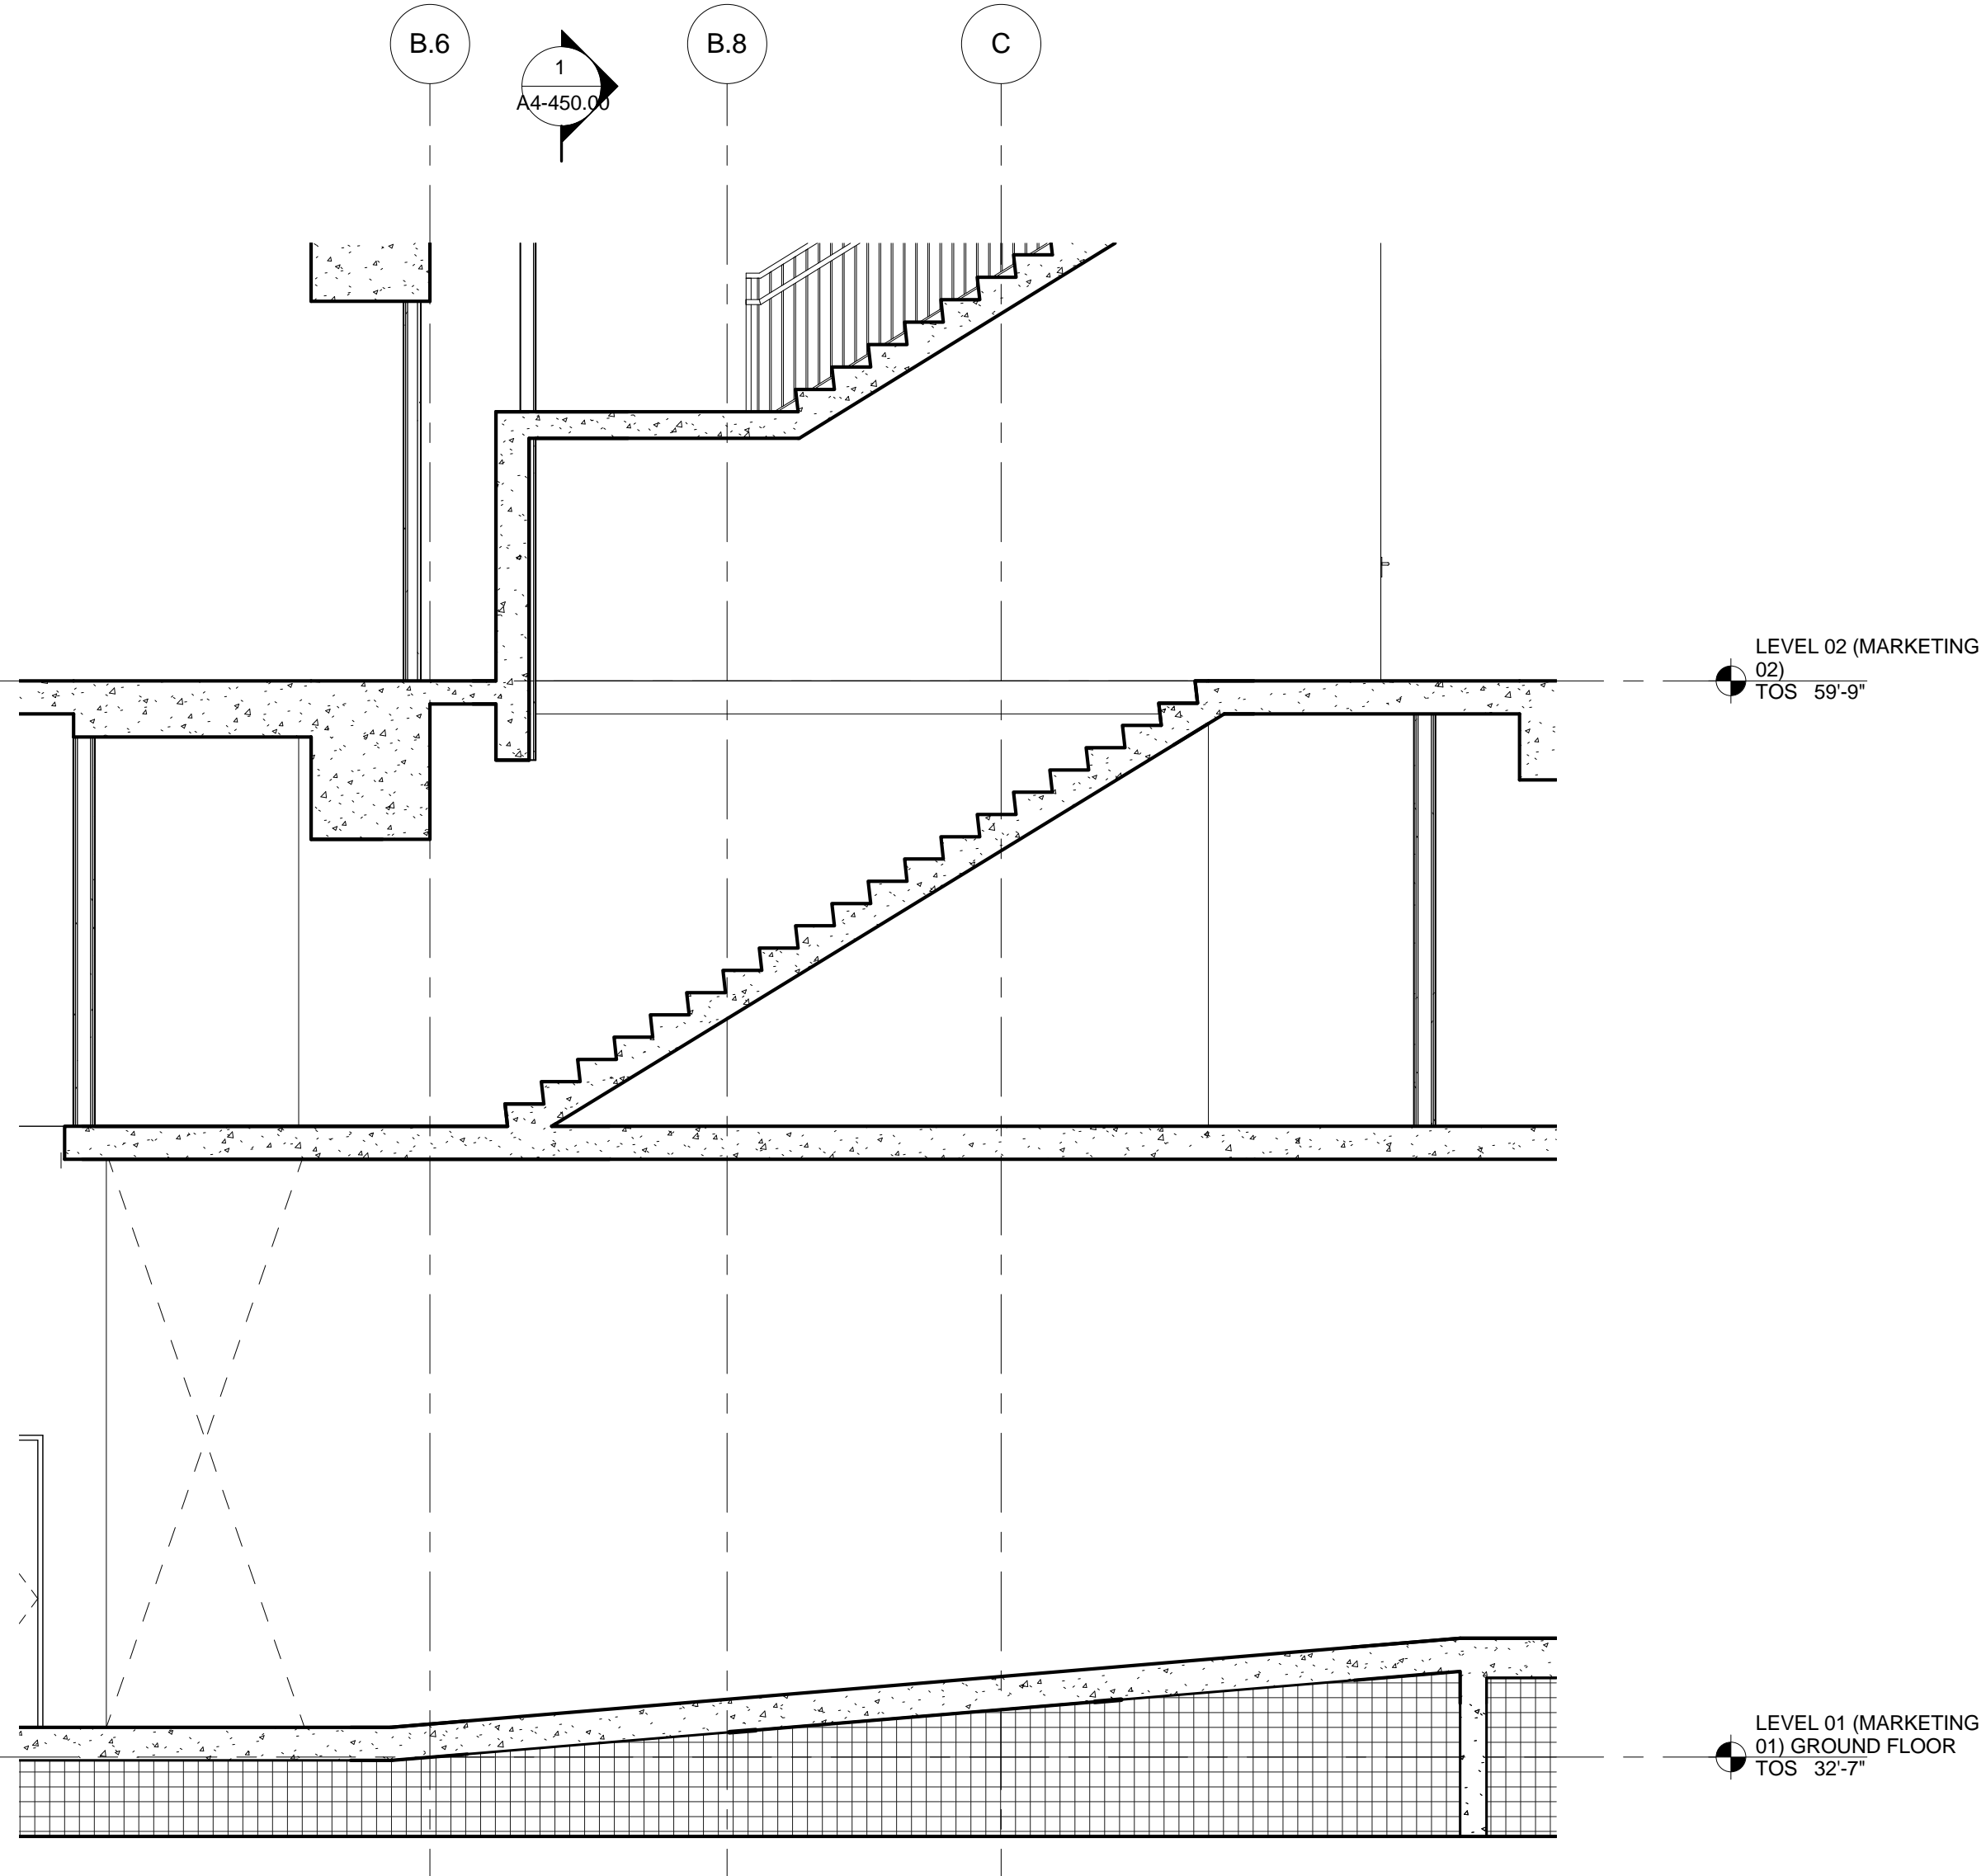 B.6
B.8
C
1
A4-450.00
LEVEL 02 (MARKETING
02)
TOS 59'-9"
LEVEL 01 (MARKETING
01) GROUND FLOOR
TOS 32'-7"